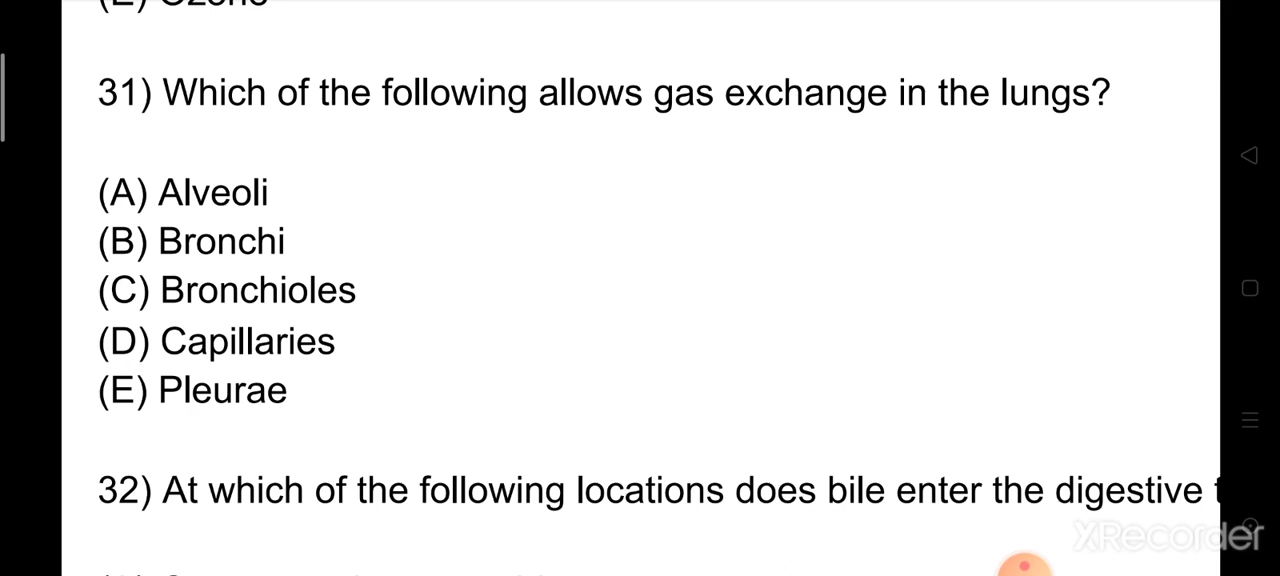 31) Which of the following allows gas exchange in the lungs?
(A) Alveoli
(B) Bronchi
(C) Bronchioles
(D) Capillaries
(E) Pleurae
32) At which of the following locations does bile enter the digestive
XRecorder